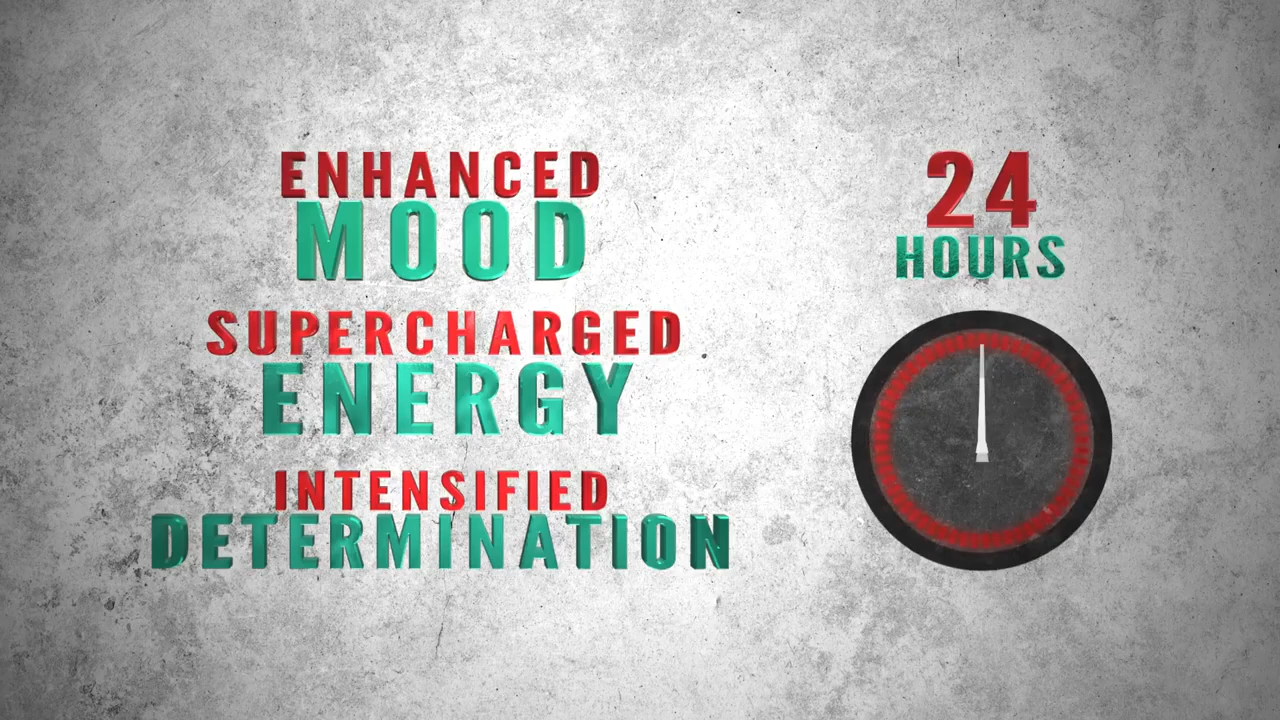 ENHANCED
MOOD
SUPERCHARGED
ENERGY
INTENSIFIED
DETERMINATION
24
HOURS